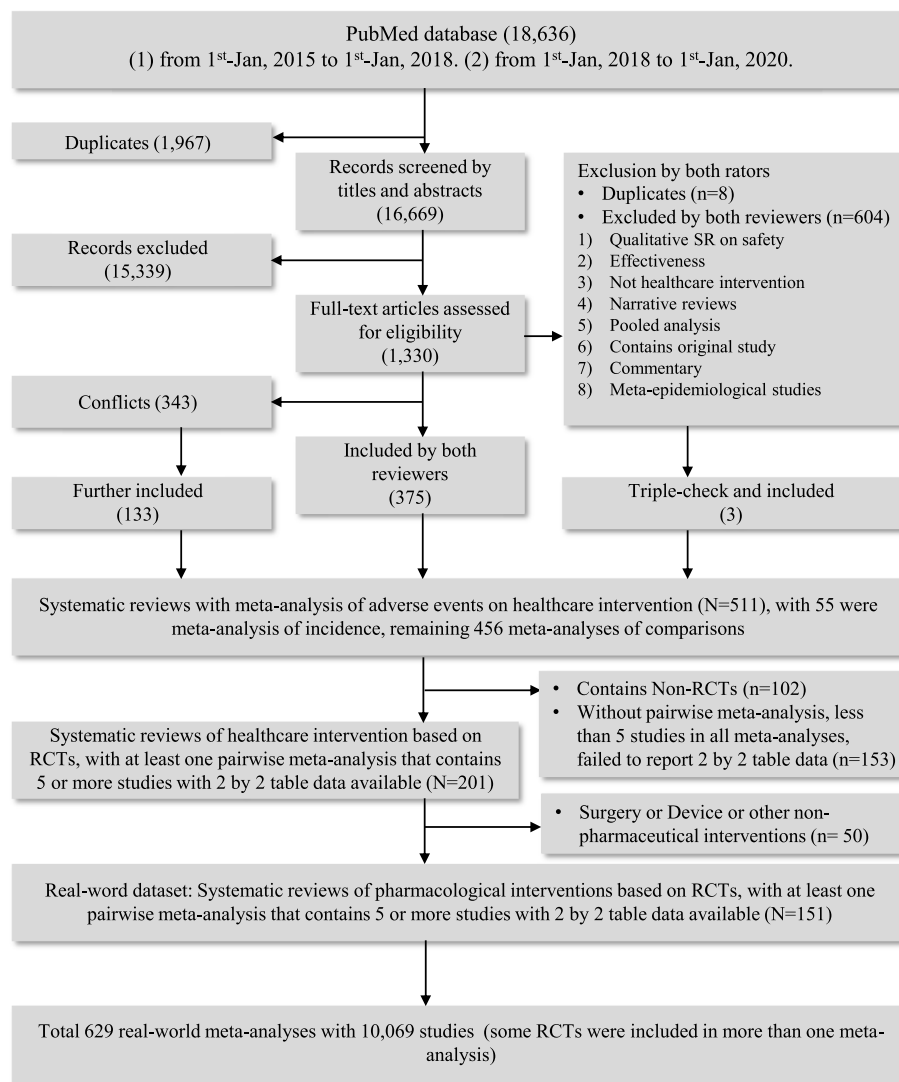 PubMed database (18,636)
(1) from 1st-Jan, 2015 to 1st-Jan, 2018. (2) from 1st-Jan, 2018 to 1st-Jan, 2020.
Duplicates (1,967)
Records screened by
titles and abstracts
(16,669)
Records excluded
(15,339)
Full-text articles assessed
for eligibility
(1,330)
Exclusion by both rators
• Duplicates (n=8)
• Excluded by both reviewers (n=604)
1) Qualitative SR on safety
2) Effectiveness
3) Not healthcare intervention
4) Narrative reviews
5) Pooled analysis
6) Contains original study
7) Commentary
8) Meta-epidemiological studies
Conflicts (343)
Included by both
reviewers
(375)
Further included
(133)
Triple-check and included
(3)
Systematic reviews with meta-analysis of adverse events on healthcare intervention (N=511), with 55 were
meta-analysis of incidence, remaining 456 meta-analyses of comparisons
• Contains Non-RCTs (n=102)
• Without pairwise meta-analysis, less
than 5 studies in all meta-analyses,
failed to report 2 by 2 table data (n=153)
Systematic reviews of healthcare intervention based on
RCTs, with at least one pairwise meta-analysis that contains
5 or more studies with 2 by 2 table data available (N=201)
• Surgery or Device or other non-
pharmaceutical interventions (n= 50)
Real-word dataset: Systematic reviews of pharmacological interventions based on RCTs, with at least one
pairwise meta-analysis that contains 5 or more studies with 2 by 2 table data available (N=151)
Total 629 real-world meta-analyses with 10,069 studies (some RCTs were included in more than one meta-
analysis)